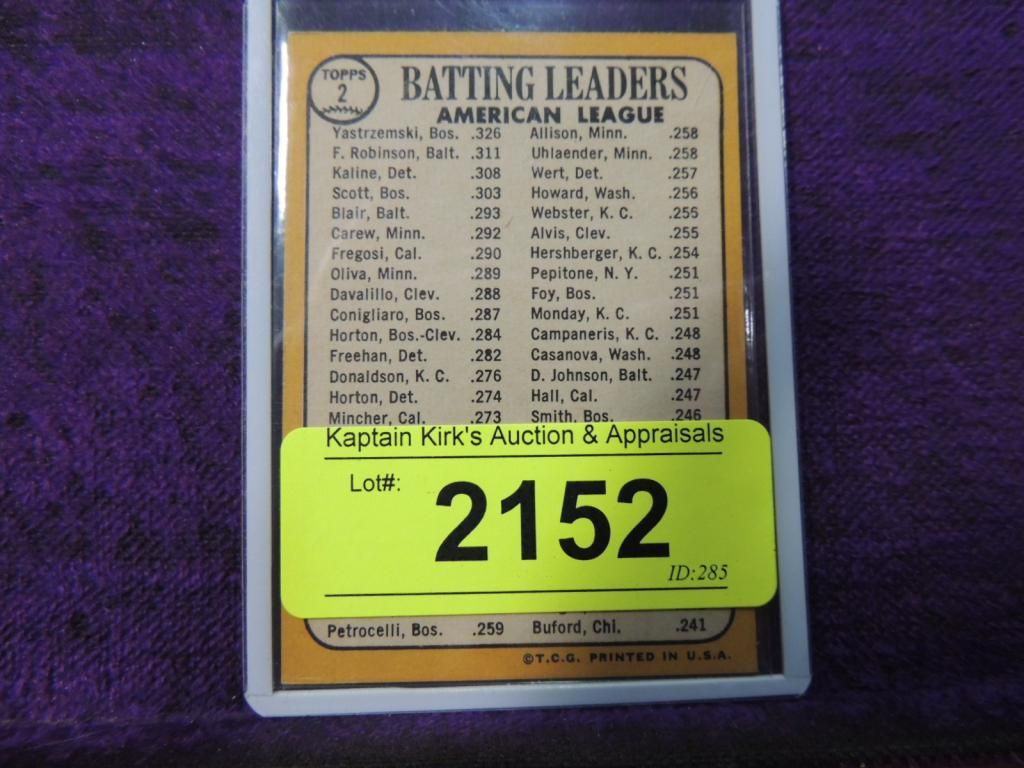 TOPPS
2
BATTING LEADERS
AMERICAN LEAGUE
Yastrzemski, Bos. .326 Allison, Minn. .258
F. Robinson, Balt. .311 Uhlaender, Minn. .258
Kaline, Det. .308 Wert, Det. .257
Scott, Bos. .303 Howard, Wash. .256
Blair, Balt. .293 Webster, K. C. .256
Carew, Minn. .292 Alvis, Clev. .255
Fregosi, Cal. .290 Hershberger, K. C. .254
Oliva, Minn. .289 Pepitone, N. Y. .251
Davalillo, Clev. .288 Foy, Bos. .251
Conigliaro, Bos. .287 Monday, K. C. .251
Horton, Bos.-Clev. .284 Campaneris, K. C. .248
Freehan, Det. .282 Casanova, Wash. .248
Donaldson, K. C. .276 D. Johnson, Balt. .247
Horton, Det. .274 Hall, Cal. .247
Mincher, Cal. .273 Smith, Bos. .246
Kaptain Kirk's Auction & Appraisals
Lot#: 2152
ID:285
Petrocelli, Bos. .259 Buford, Chi. .241
©T.C.G. PRINTED IN U.S.A.